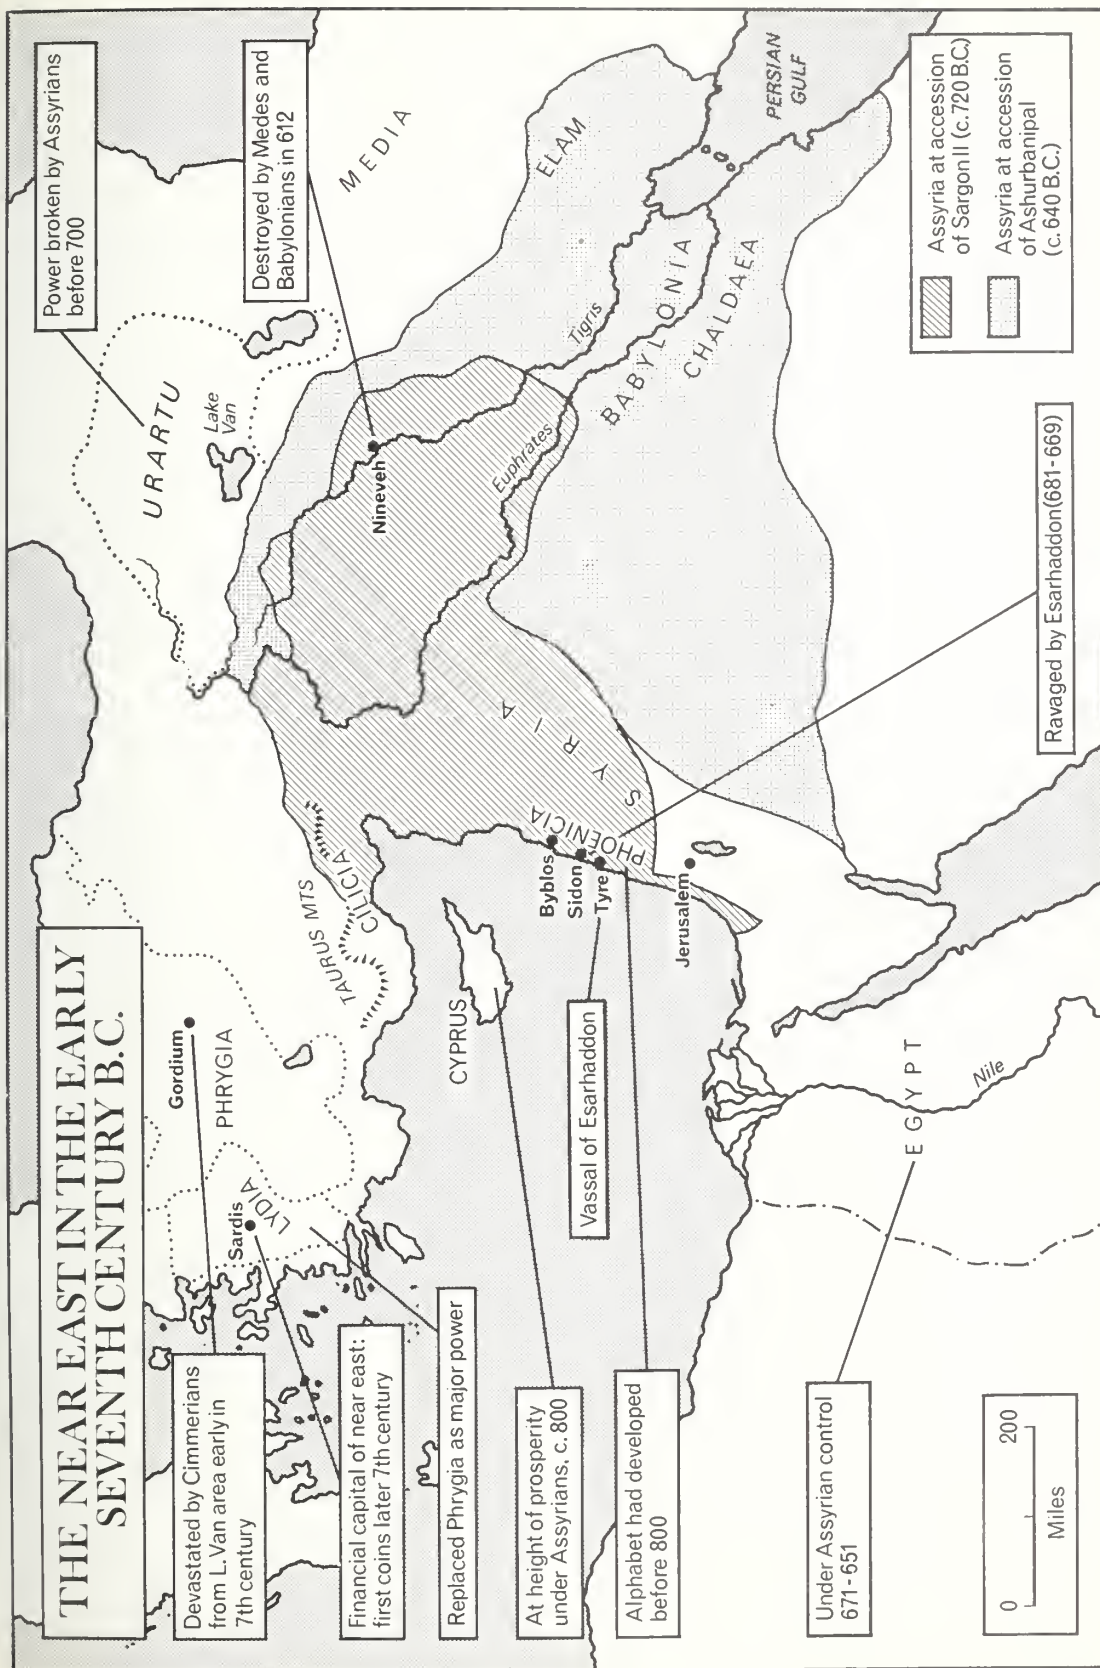 THE NEAR EAST IN THE EARLY
SEVENTH CENTURY B.C.
Power broken by Assyrians
before 700
Destroyed by Medes and
Babylonians in 612
Devastated by Cimmerians
from L. Van area early in
7th century
Financial capital of near east:
first coins later 7th century
Replaced Phrygia as major power
At height of prosperity
under Assyrians, c. 800
Alphabet had developed
before 800
Vassal of Esarhaddon
Ravaged by Esarhaddon(681-669)
Under Assyrian control
671-651
Gordium
PHRYGIA
Sardis
LYDIA
TAURUS MTS
CILICIA
CYPRUS
URARTU
Lake
Van
MEDIA
Nineveh
ELAM
Tigris
Euphrates
BABYLONIA
CHALDAEA
PERSIAN
GULF
SYRIA
PHOENICIA
Byblos
Sidon
Tyre
Jerusalem
EGYPT
Nile
Assyria at accession
of Sargon II (c.720 B.C.)
Assyria at accession
of Ashurbanipal
(c.640 B.C.)
0 200
Miles